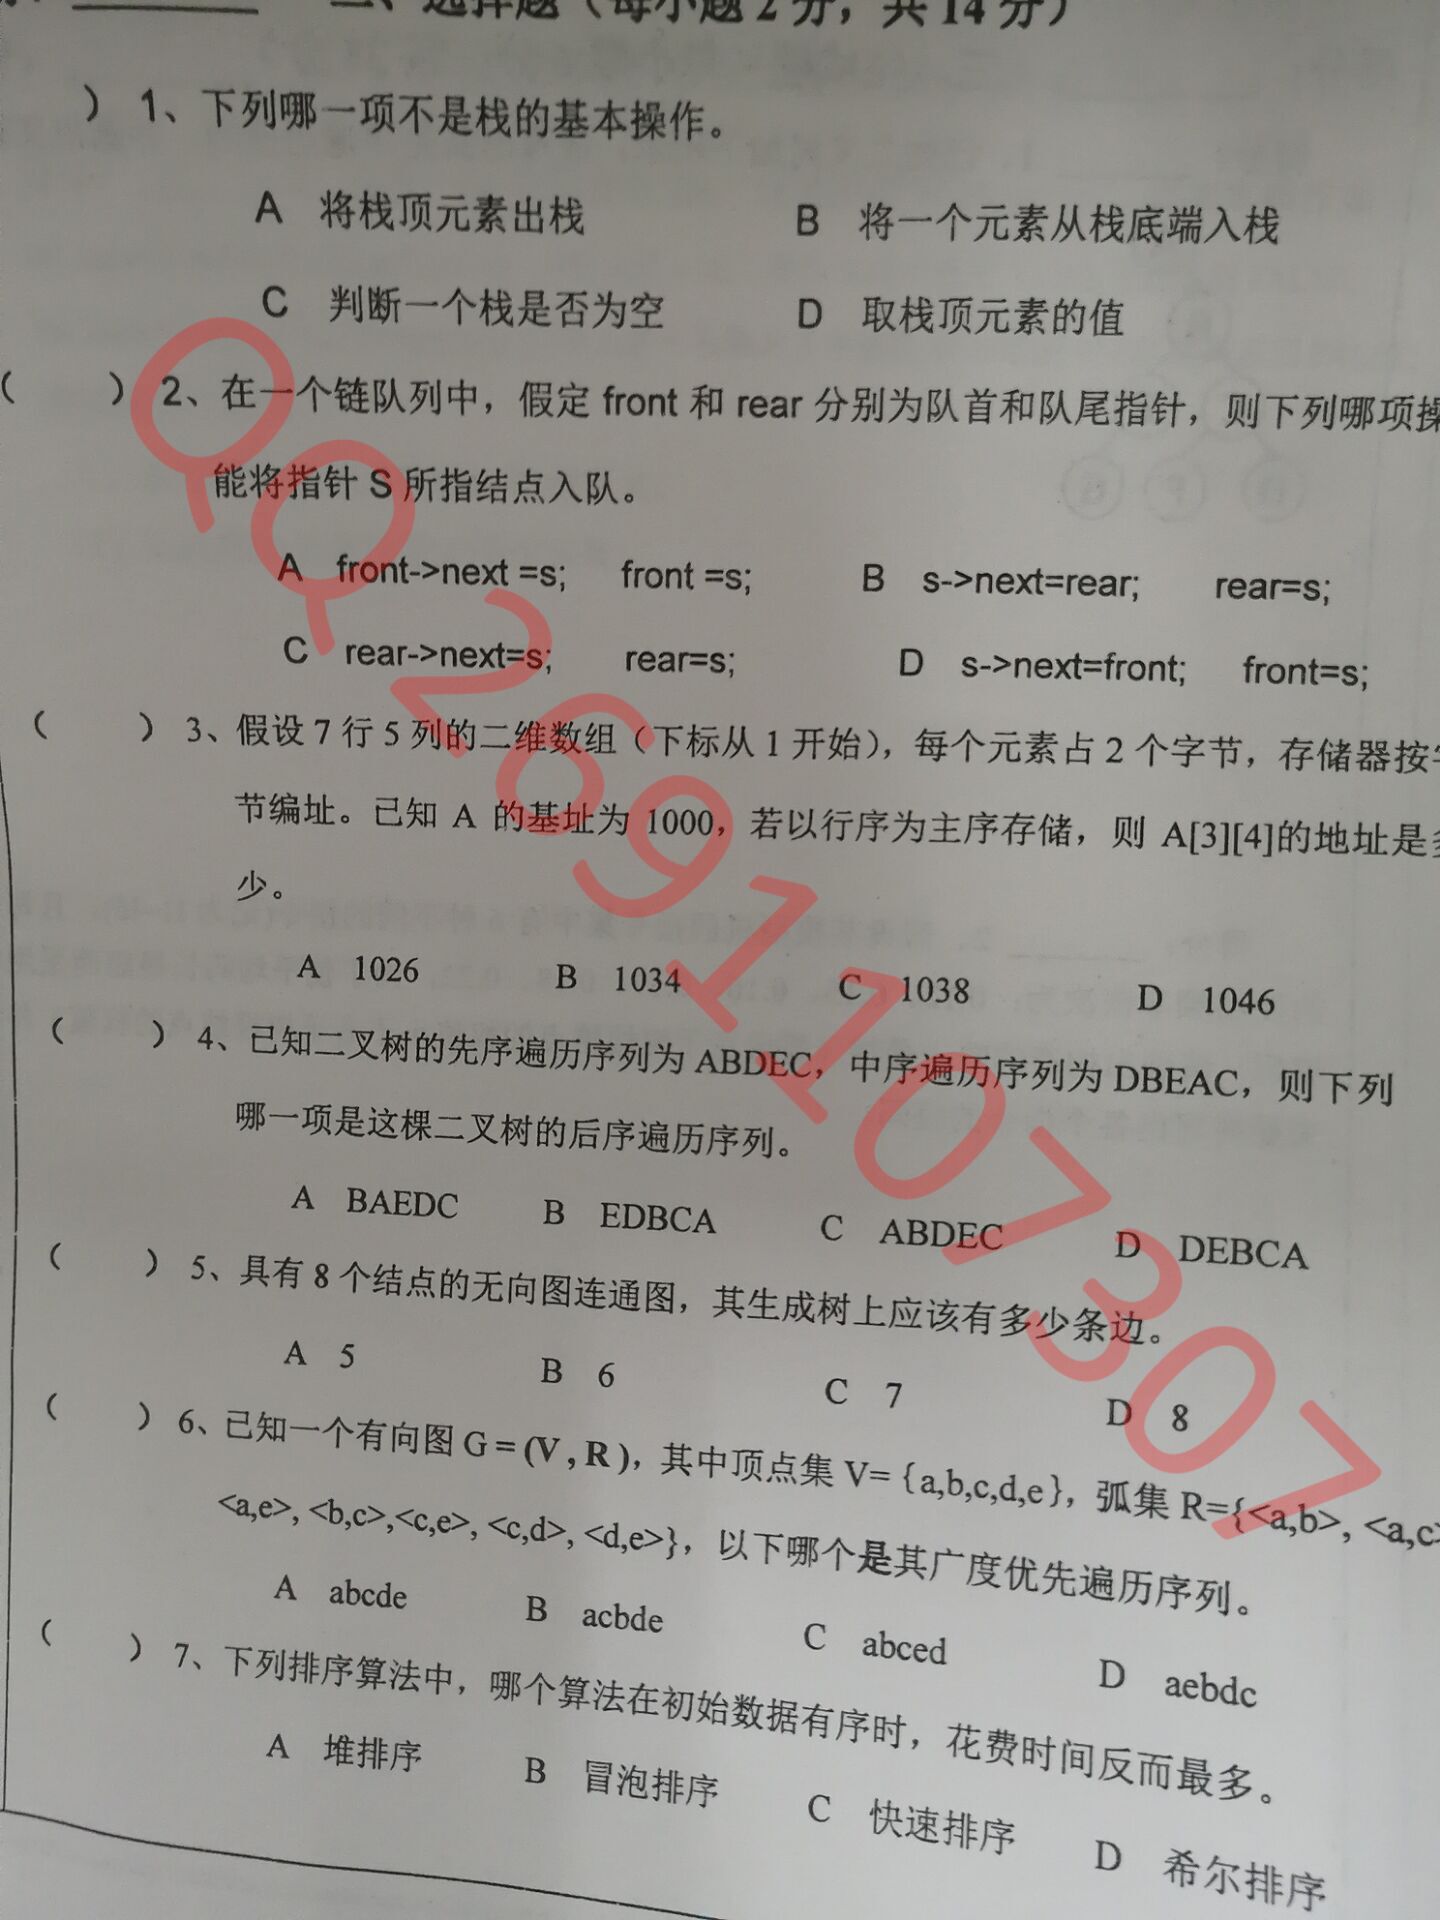 二、选择题（每小题2分，共14分）
） 1、下列哪一项不是栈的基本操作。
A 将栈顶元素出栈 B 将一个元素从栈底端入栈
C 判断一个栈是否为空 D 取栈顶元素的值
（ ） 2、在一个链队列中，假定 front 和 rear 分别为队首和队尾指针，则下列哪项操
能将指针 S 所指结点入队。
A front->next =s; front =s; B s->next=rear; rear=s;
C rear->next=s; rear=s; D s->next=front; front=s;
（ ） 3、假设 7 行 5 列的二维数组（下标从 1 开始），每个元素占 2 个字节，存储器按字
节编址。已知 A 的基址为 1000，若以行序为主序存储，则 A[3][4]的地址是多
少。
A 1026 B 1034 C 1038 D 1046
（ ） 4、已知二叉树的先序遍历序列为 ABDEC，中序遍历序列为 DBEAC，则下列
哪一项是这棵二叉树的后序遍历序列。
A BAEDC B EDBCA C ABDEC D DEBCA
（ ） 5、具有 8 个结点的无向图连通图，其生成树上应该有多少条边。
A 5 B 6 C 7 D 8
（ ） 6、已知一个有向图 G = (V , R )，其中顶点集 V= {a,b,c,d,e}，弧集 R={<a,b>, <a,c>
<a,e>, <b,c>,<c,e>, <c,d>, <d,e>}，以下哪个是其广度优先遍历序列。
A abcde B acbde C abced D aebdc
（ ） 7、下列排序算法中，哪个算法在初始数据有序时，花费时间反而最多。
A 堆排序 B 冒泡排序 C 快速排序 D 希尔排序
QQ 2691107307